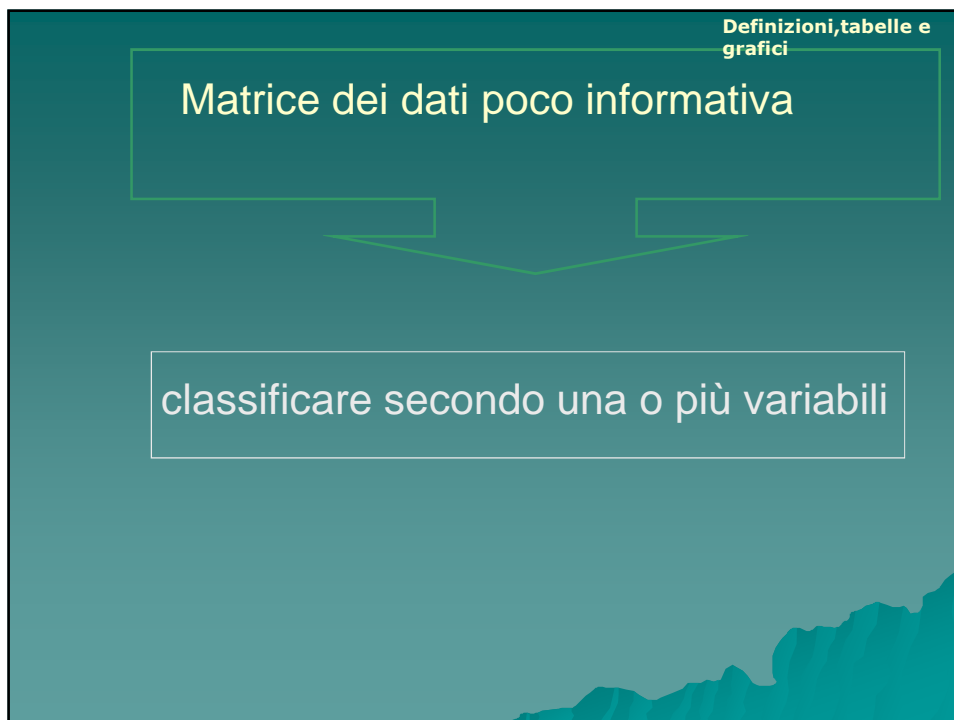 Definizioni,tabelle e
grafici
Matrice dei dati poco informativa
classificare secondo una o più variabili